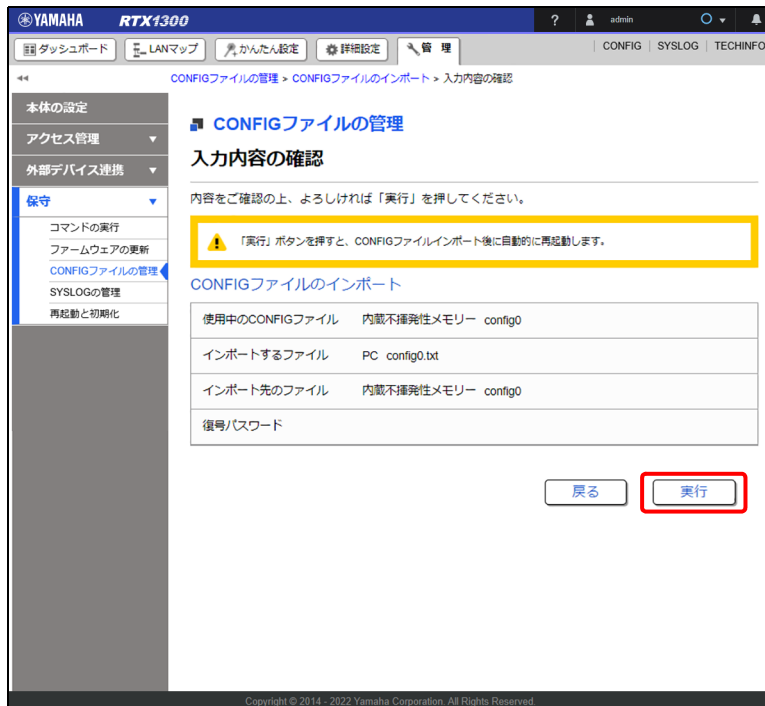 YAMAHA RTX1300 ? admin
ダッシュボード LANマップ かんたん設定 詳細設定 管 理 CONFIG SYSLOG TECHINFO
CONFIGファイルの管理 » CONFIGファイルのインポート » 入力内容の確認
本体の設定
アクセス管理
外部デバイス連携
保守
コマンドの実行
ファームウェアの更新
CONFIGファイルの管理
SYSLOGの管理
再起動と初期化
CONFIGファイルの管理
入力内容の確認
内容をご確認の上、よろしければ「実行」を押してください。
「実行」ボタンを押すと、CONFIGファイルインポート後に自動的に再起動します。
CONFIGファイルのインポート
使用中のCONFIGファイル 内蔵不揮発性メモリー config0
インポートするファイル PC config0.txt
インポート先のファイル 内蔵不揮発性メモリー config0
復号パスワード
戻る 実行
Copyright © 2014 - 2022 Yamaha Corporation. All Rights Reserved.